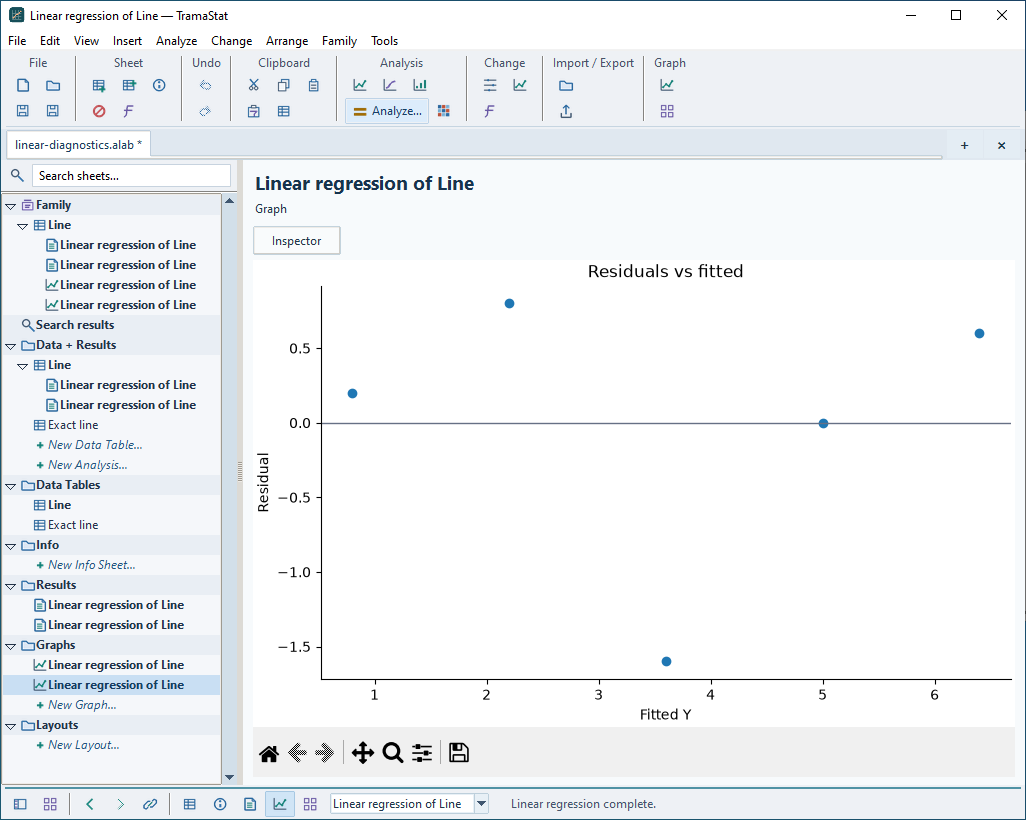 Linear regression of Line — TramaStat
File Edit View Insert Analyze Change Arrange Family Tools
File Sheet Undo Clipboard Analysis Change Import / Export Graph
Analyze...
linear-diagnostics.alab *
Search sheets...
Family
Line
Linear regression of Line
Linear regression of Line
Linear regression of Line
Linear regression of Line
Search results
Data + Results
Line
Linear regression of Line
Linear regression of Line
Exact line
+ New Data Table...
+ New Analysis...
Data Tables
Line
Exact line
Info
+ New Info Sheet...
Results
Linear regression of Line
Linear regression of Line
Graphs
Linear regression of Line
Linear regression of Line
+ New Graph...
Layouts
+ New Layout...
Linear regression of Line
Graph
Inspector
Residuals vs fitted
0.5
0.0
−0.5
−1.0
−1.5
Residual
1 2 3 4 5 6
Fitted Y
Linear regression of Line
Linear regression complete.